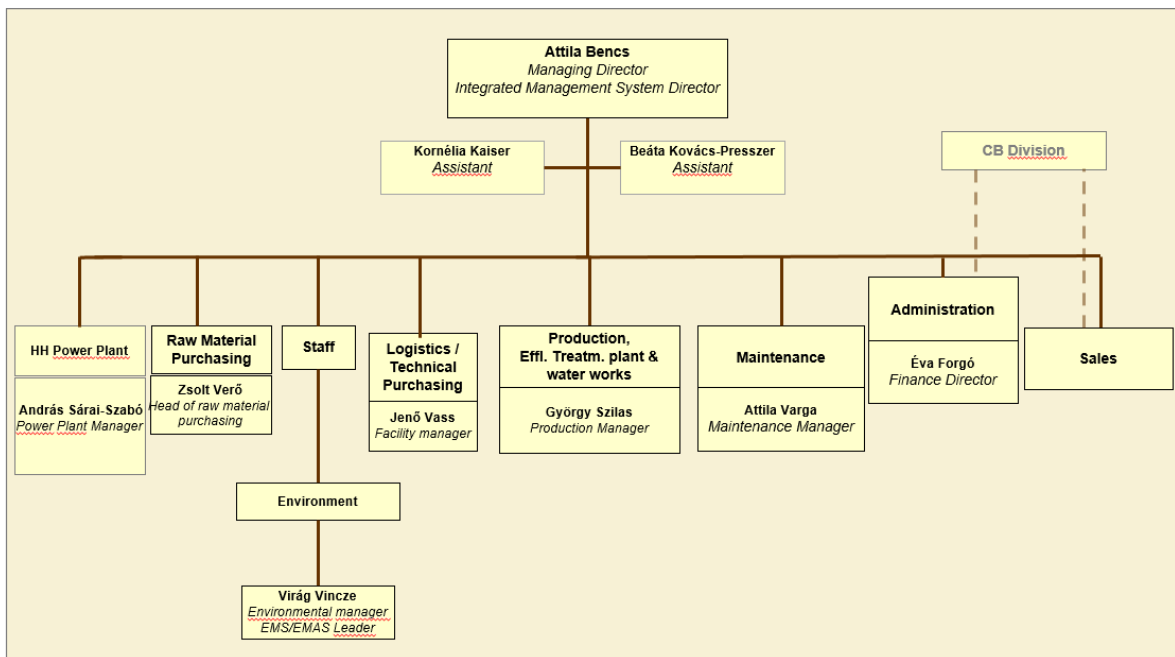 Attila Bencs
Managing Director
Integrated Management System Director
Kornélia Kaiser
Assistant
Beáta Kovács-Presszer
Assistant
CB Division
HH Power Plant
András Sárai-Szabó
Power Plant Manager
Raw Material
Purchasing
Zsolt Verő
Head of raw material
purchasing
Staff
Logistics /
Technical
Purchasing
Jenő Vass
Facility manager
Production,
Effl. Treatm. plant &
water works
György Szilas
Production Manager
Maintenance
Attila Varga
Maintenance Manager
Administration
Éva Forgó
Finance Director
Sales
Environment
Virág Vincze
Environmental manager
EMS/EMAS Leader